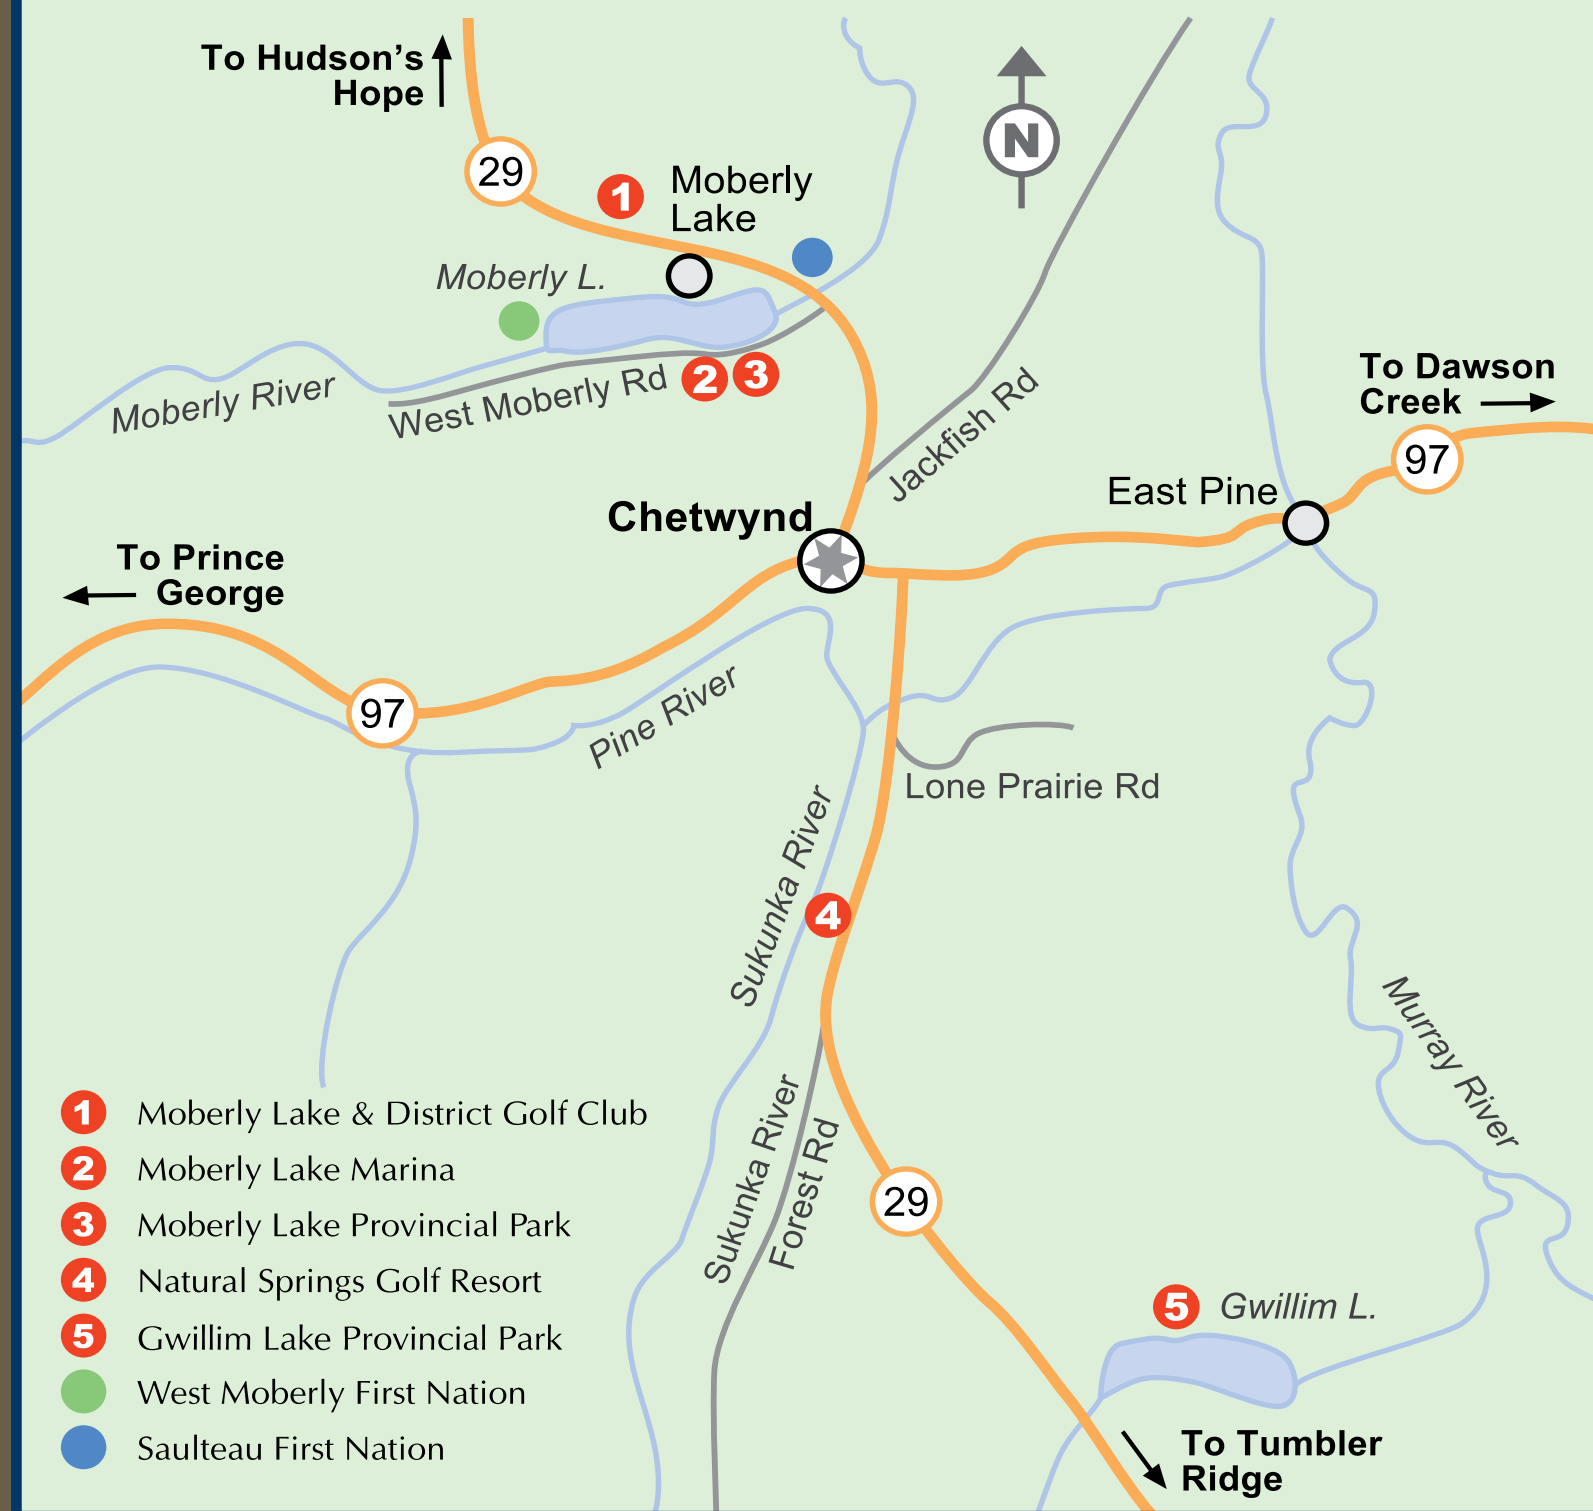 To Hudson's
Hope
29
1
Moberly
Lake
N
Moberly L.
Moberly River
West Moberly Rd
2
3
Jackfish Rd
To Dawson
Creek
97
East Pine
Chetwynd
To Prince
George
97
Pine River
Lone Prairie Rd
Sukunka River
4
Murray River
Sukunka River
Forest Rd
29
5
Gwillim L.
To Tumbler
Ridge
1 Moberly Lake & District Golf Club
2 Moberly Lake Marina
3 Moberly Lake Provincial Park
4 Natural Springs Golf Resort
5 Gwillim Lake Provincial Park
West Moberly First Nation
Saulteau First Nation